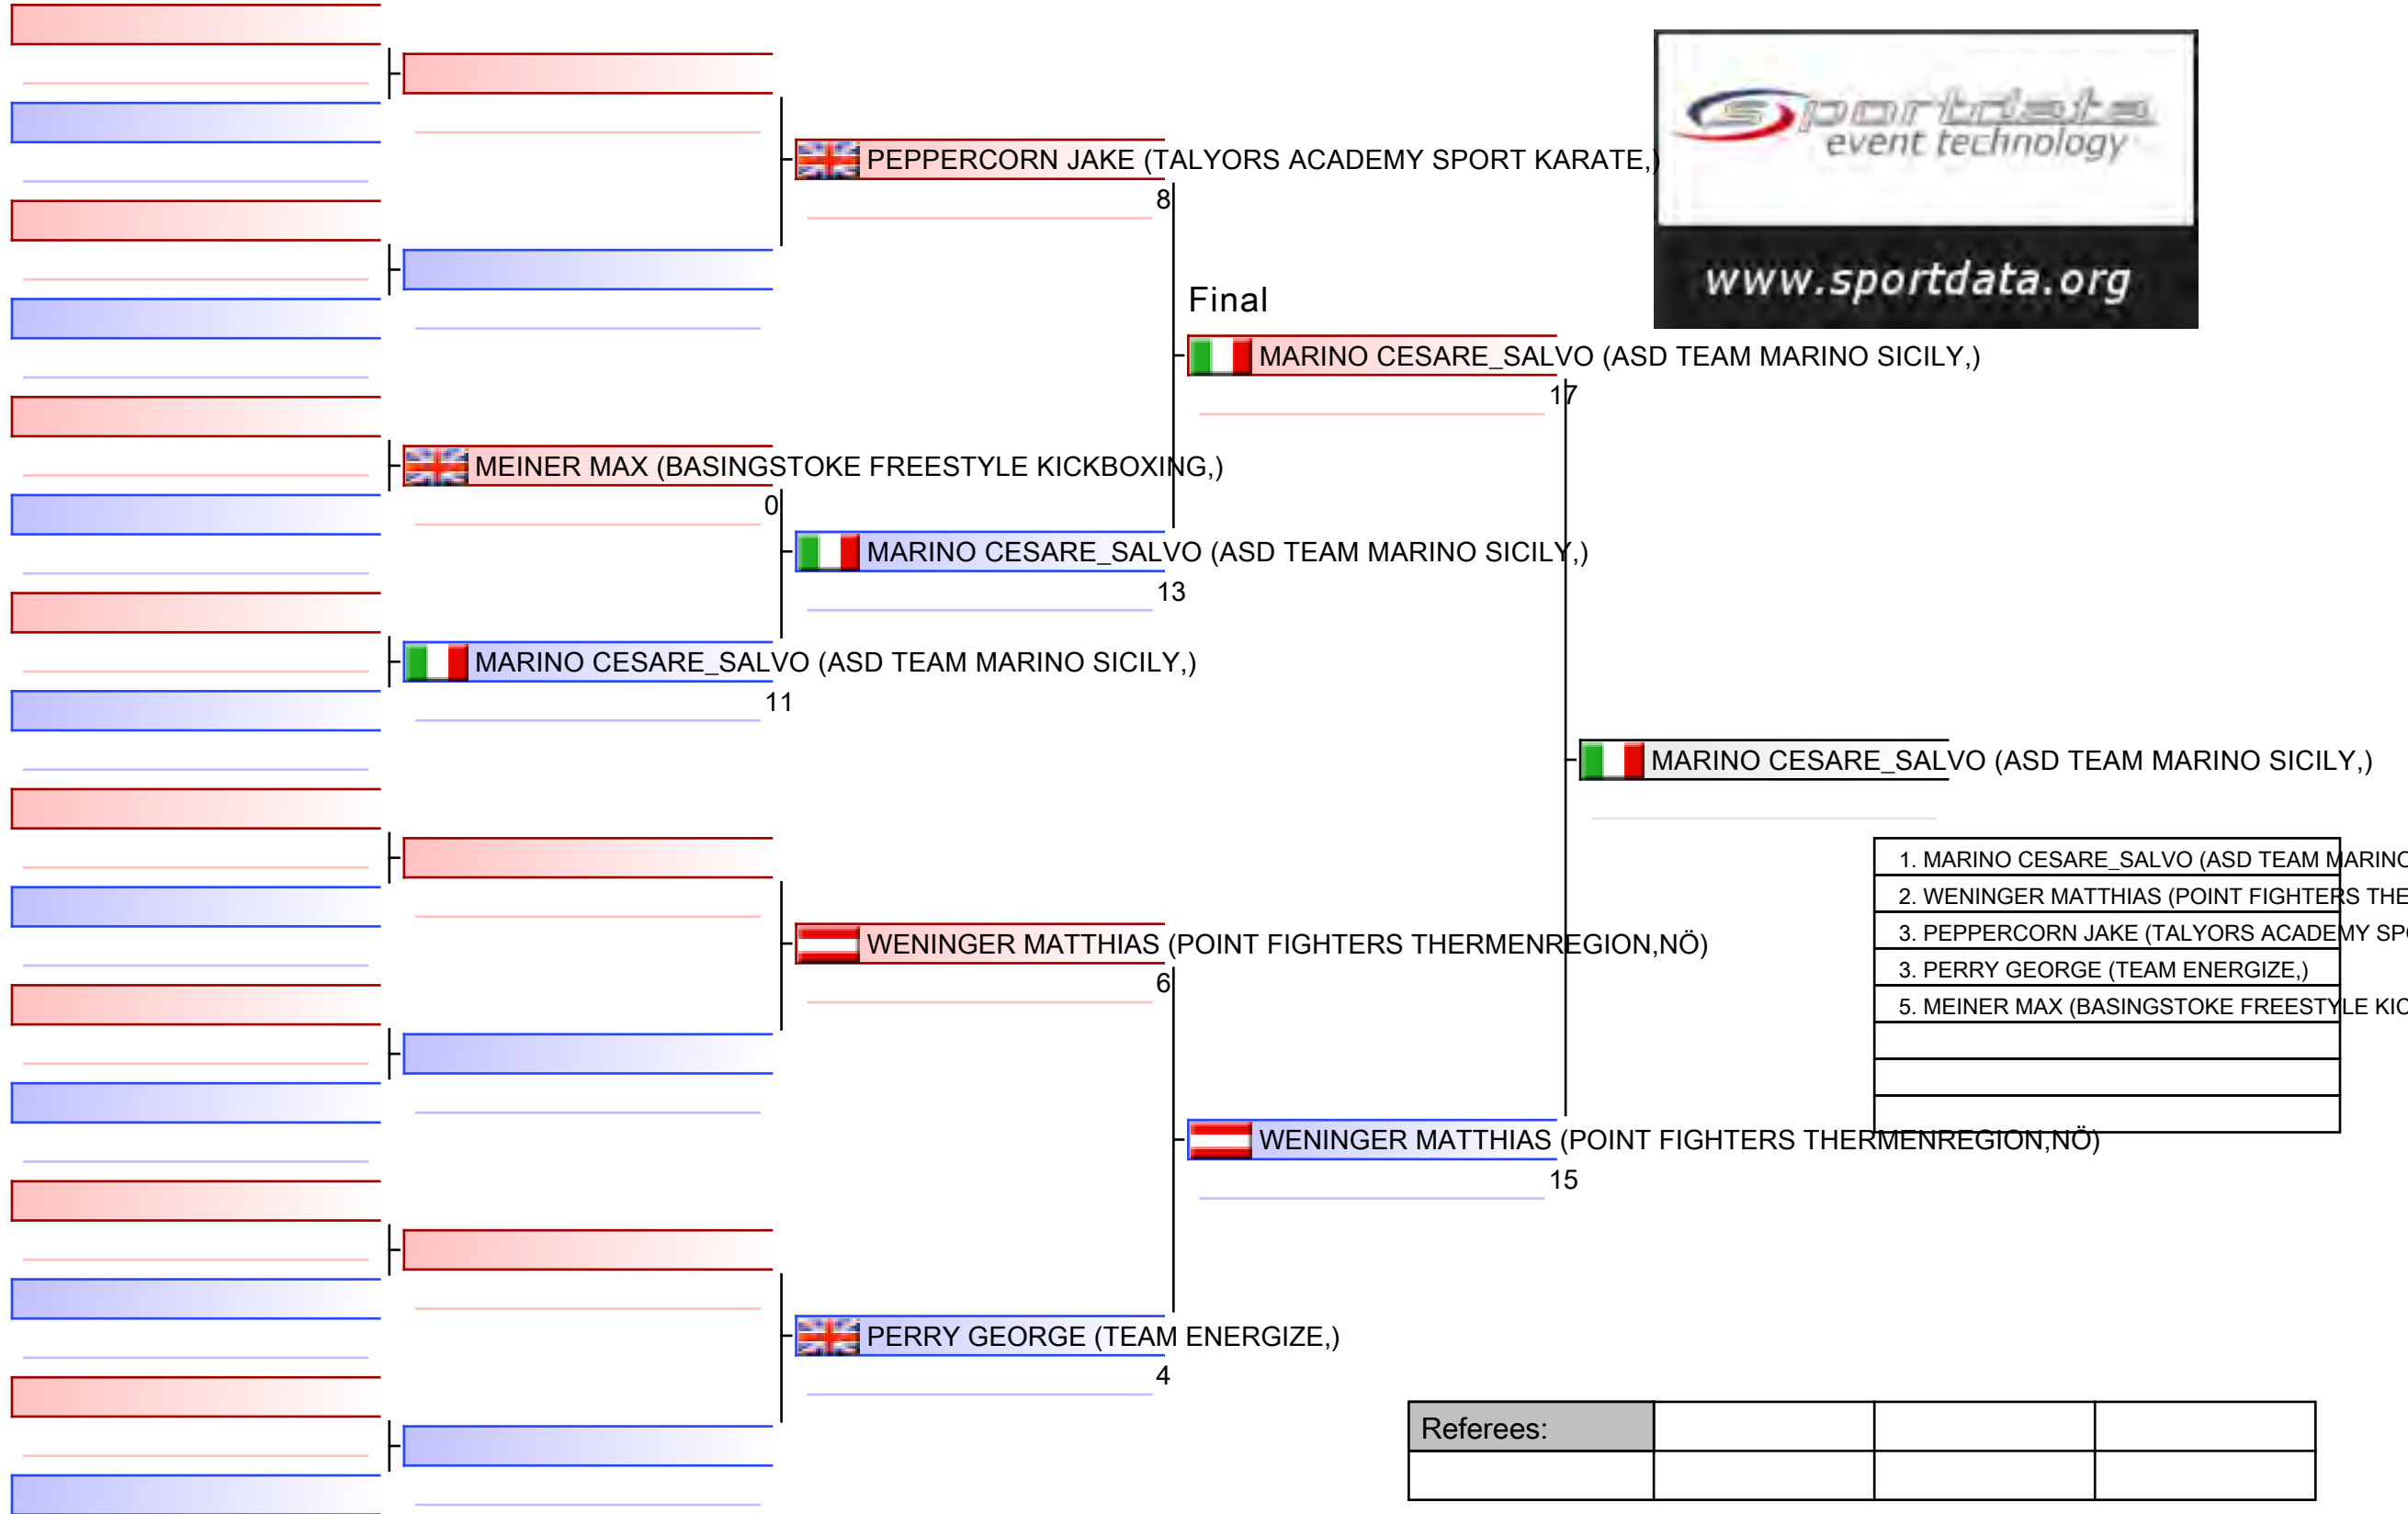 sportdata
event technology
www.sportdata.org
PEPPERCORN JAKE (TALYORS ACADEMY SPORT KARATE,)
8
Final
MARINO CESARE_SALVO (ASD TEAM MARINO SICILY,)
17
MEINER MAX (BASINGSTOKE FREESTYLE KICKBOXING,)
0
MARINO CESARE_SALVO (ASD TEAM MARINO SICILY,)
13
MARINO CESARE_SALVO (ASD TEAM MARINO SICILY,)
11
MARINO CESARE_SALVO (ASD TEAM MARINO SICILY,)
1. MARINO CESARE_SALVO (ASD TEAM MARINO
2. WENINGER MATTHIAS (POINT FIGHTERS THE
3. PEPPERCORN JAKE (TALYORS ACADEMY SPO
3. PERRY GEORGE (TEAM ENERGIZE,)
5. MEINER MAX (BASINGSTOKE FREESTYLE KIC
WENINGER MATTHIAS (POINT FIGHTERS THERMENREGION,NÖ)
6
WENINGER MATTHIAS (POINT FIGHTERS THERMENREGION,NÖ)
15
PERRY GEORGE (TEAM ENERGIZE,)
4
Referees: